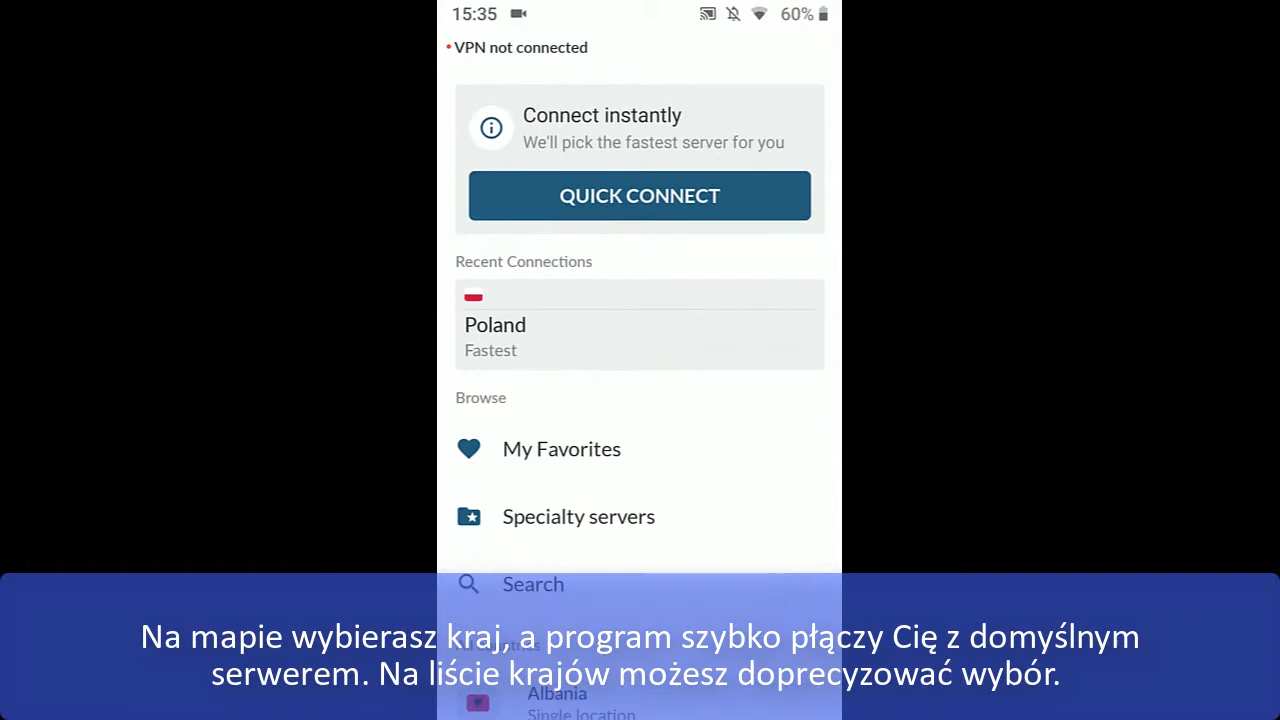 15:35
60%
VPN not connected
Connect instantly
We'll pick the fastest server for you
QUICK CONNECT
Recent Connections
Poland
Fastest
Browse
My Favorites
Specialty servers
Search
Na mapie wybierasz kraj, a program szybko płączy Cię z domyślnym
serwerem. Na liście krajów możesz doprecyzować wybór.
Albania
Single location